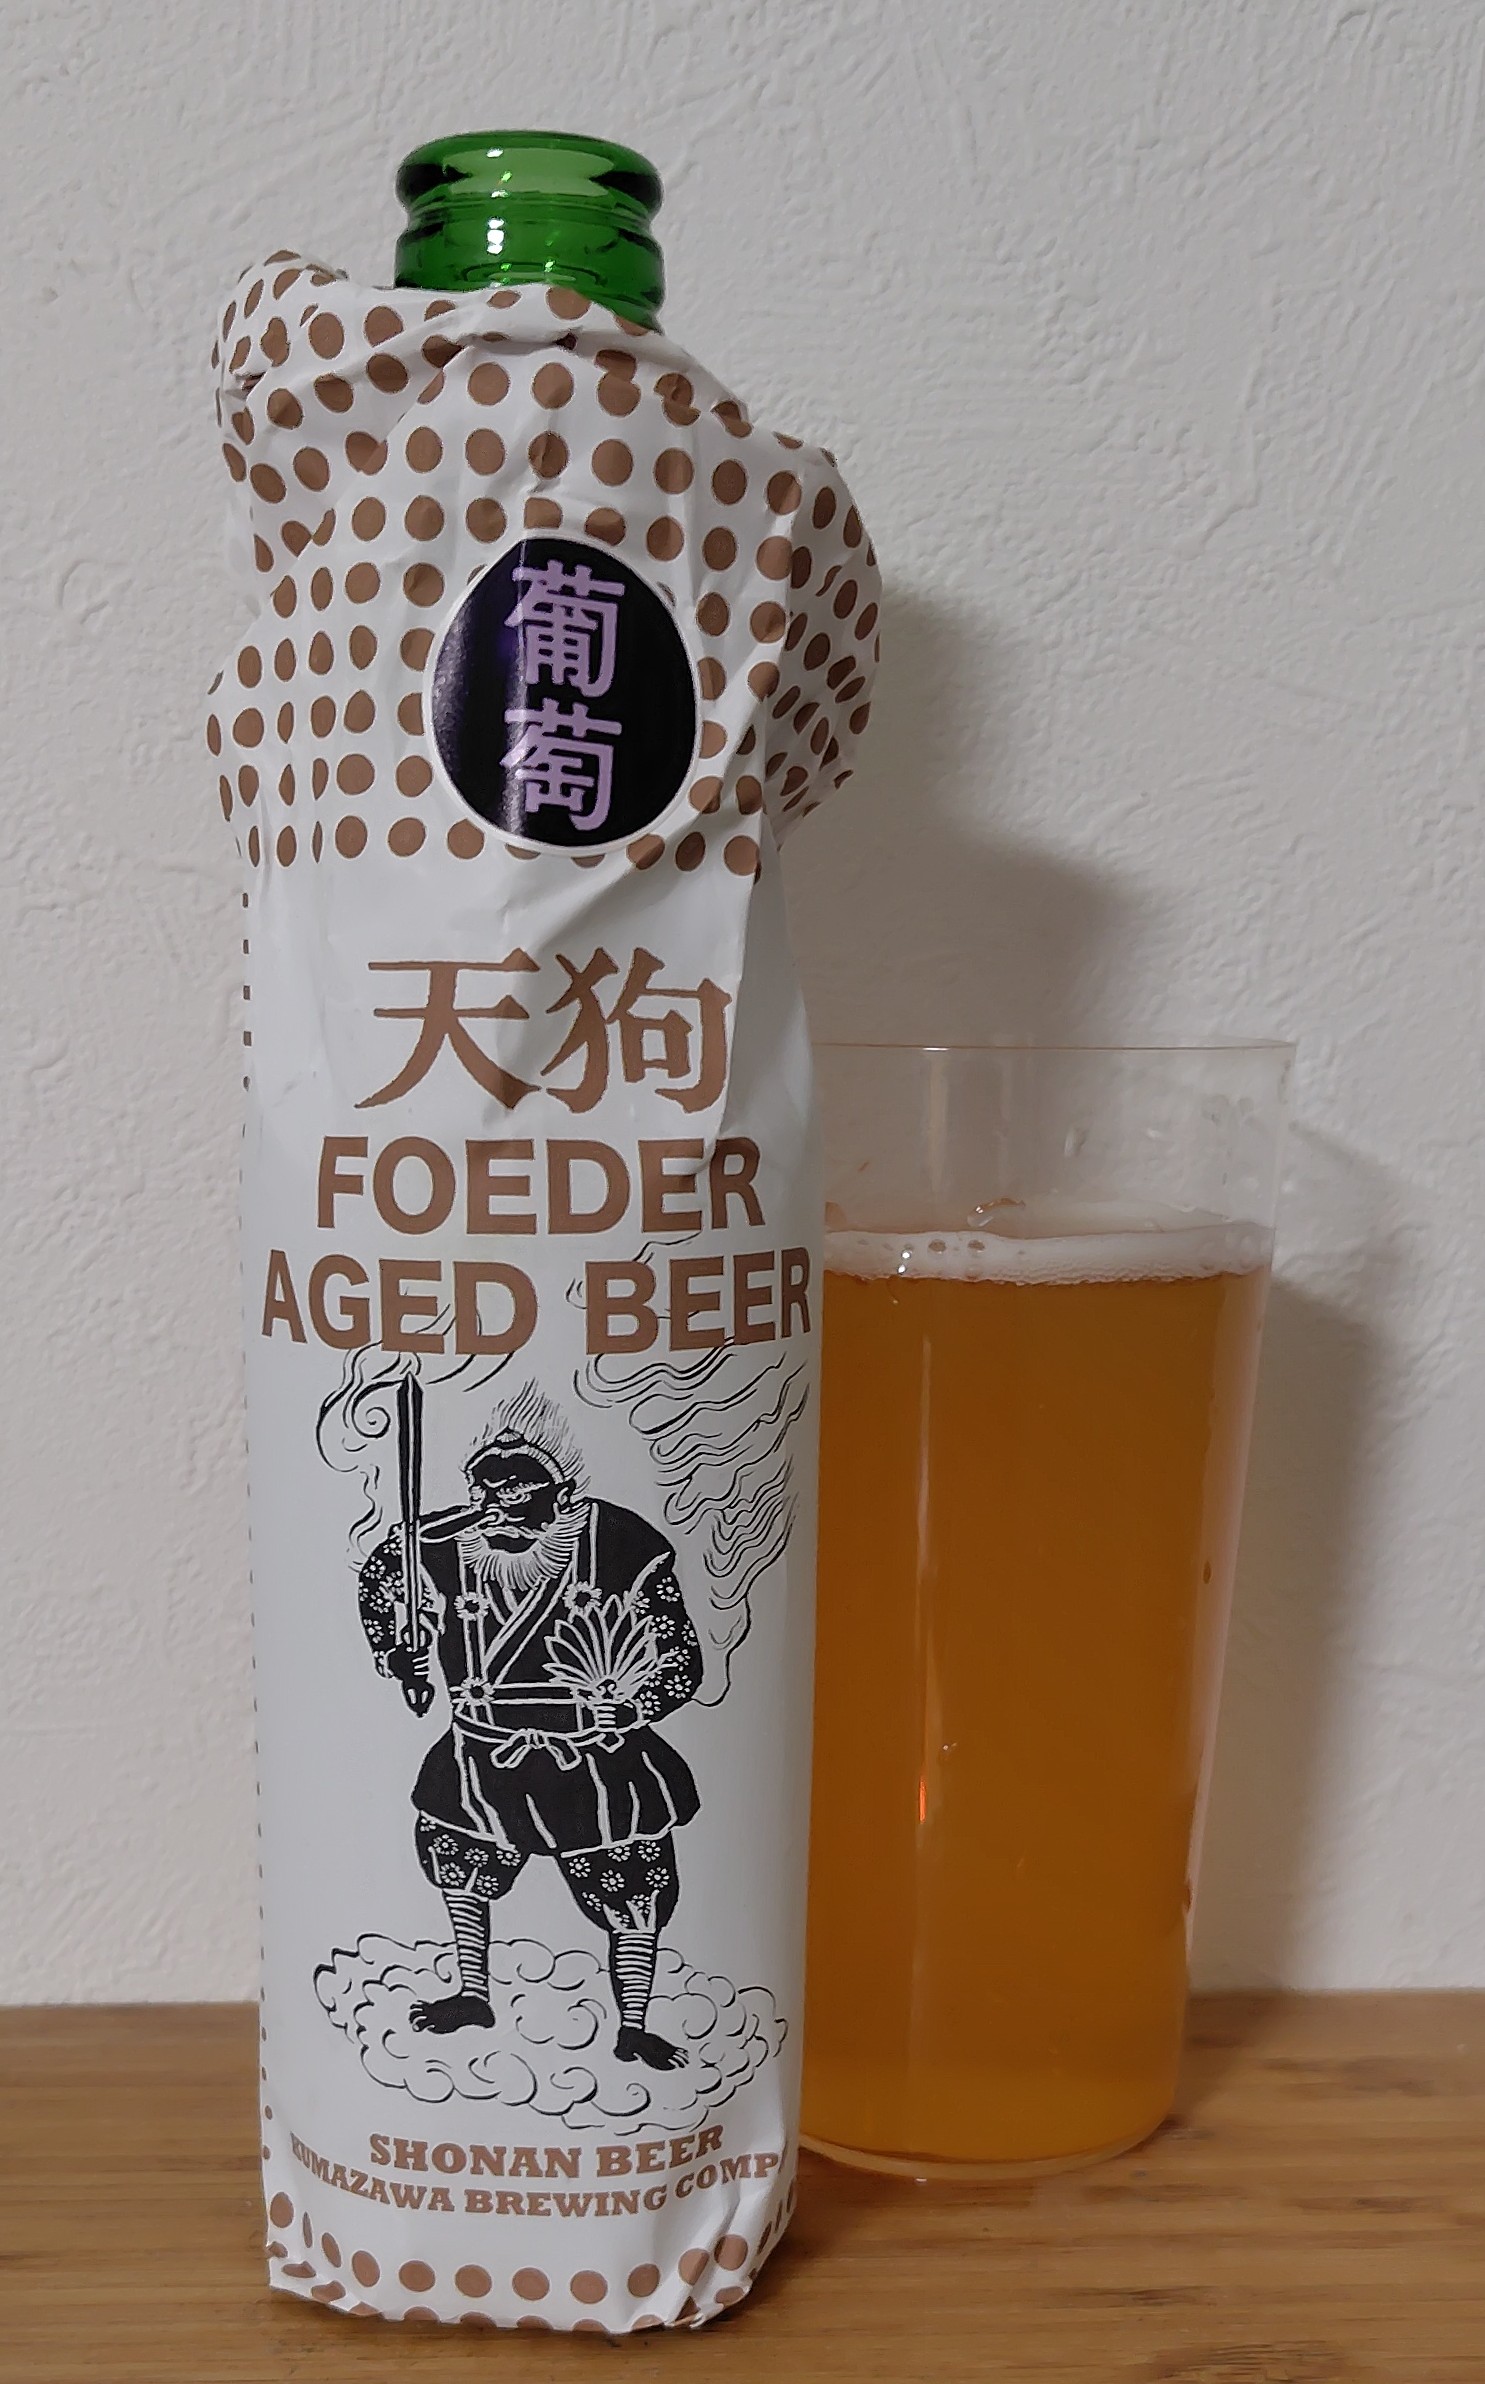 葡萄
天狗
FOEDER
AGED BEER
SHONAN BEER
KUMAZAWA BREWING COMP